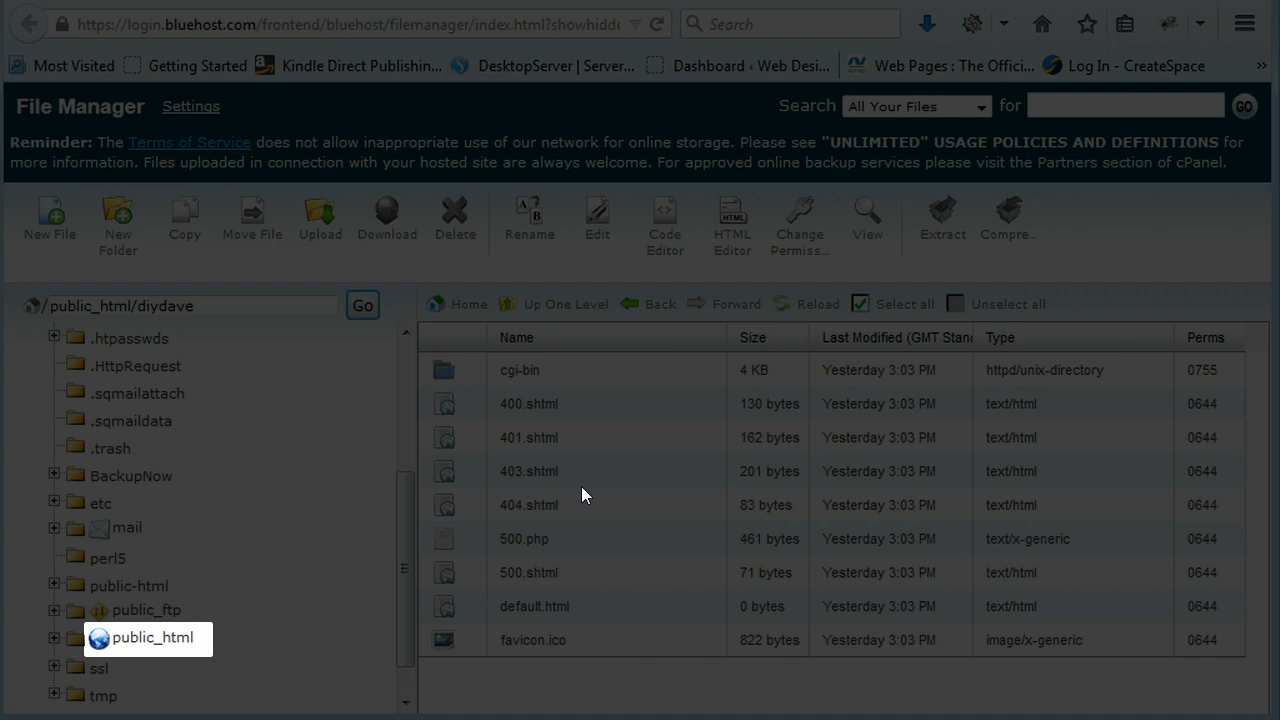 https://login.bluehost.com/frontend/bluehost/filemanager/index.html?showhidde
Search
Most Visited Getting Started Kindle Direct Publishin... DesktopServer | Server... Dashboard ‹ Web Desi... Web Pages : The Offici... Log In - CreateSpace »
File Manager Settings Search All Your Files for GO
Reminder: The Terms of Service does not allow inappropriate use of our network for online storage. Please see "UNLIMITED" USAGE POLICIES AND DEFINITIONS for
more information. Files uploaded in connection with your hosted site are always welcome. For approved online backup services please visit the Partners section of cPanel.
New File New Folder Copy Move File Upload Download Delete Rename Edit Code Editor HTML Editor Change Permiss... View Extract Compre...
/ public_html/diydave Go
Home Up One Level Back Forward Reload Select all Unselect all
.htpasswds
.HttpRequest
.sqmailattach
.sqmaildata
.trash
BackupNow
etc
mail
perl5
public-html
public_ftp
public_html
ssl
tmp
Name Size Last Modified (GMT Stand Type Perms
cgi-bin 4 KB Yesterday 3:03 PM httpd/unix-directory 0755
400.shtml 130 bytes Yesterday 3:03 PM text/html 0644
401.shtml 162 bytes Yesterday 3:03 PM text/html 0644
403.shtml 201 bytes Yesterday 3:03 PM text/html 0644
404.shtml 83 bytes Yesterday 3:03 PM text/html 0644
500.php 461 bytes Yesterday 3:03 PM text/x-generic 0644
500.shtml 71 bytes Yesterday 3:03 PM text/html 0644
default.html 0 bytes Yesterday 3:03 PM text/html 0644
favicon.ico 822 bytes Yesterday 3:03 PM image/x-generic 0644